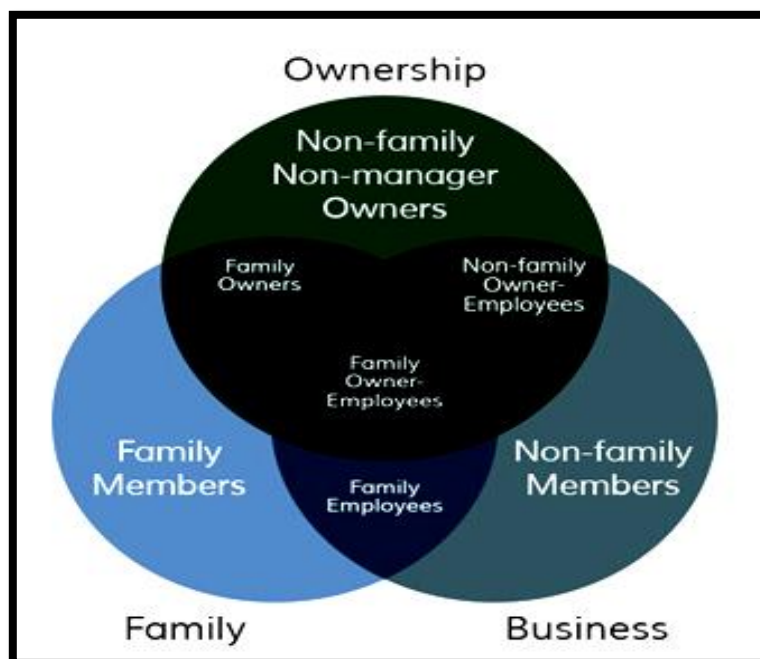 Ownership
Non-family
Non-manager
Owners
Family
Owners
Non-family
Owner-
Employees
Family
Owner-
Employees
Family
Members
Non-family
Members
Family
Employees
Family
Business